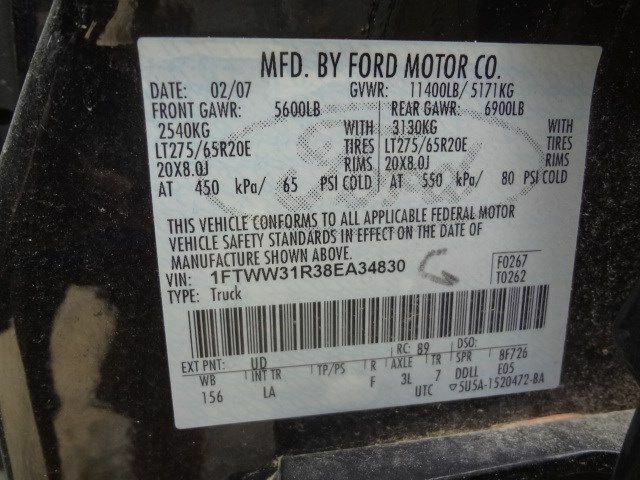 MFD. BY FORD MOTOR CO.
DATE: 02/07 GVWR: 11400LB/ 5171KG
FRONT GAWR: 5600LB REAR GAWR: 6900LB
2540KG WITH 3130KG WITH
LT275/65R20E TIRES LT275/65R20E TIRES
20X8.0J RIMS 20X8.0J RIMS
AT 450 kPa/ 65 PSI COLD AT 550 kPa/ 80 PSI COLD
THIS VEHICLE CONFORMS TO ALL APPLICABLE FEDERAL MOTOR
VEHICLE SAFETY STANDARDS IN EFFECT ON THE DATE OF
MANUFACTURE SHOWN ABOVE.
VIN: 1FTWW31R38EA34830 G F0267
TYPE: Truck T0262
EXT PNT: UD RC: 89 DSO:
WB INT TR TP/PS R AXLE TR SPR 8F726
156 LA F 3L 7 DDLL E05
UTC ▽5U5A-1520472-BA
Ford